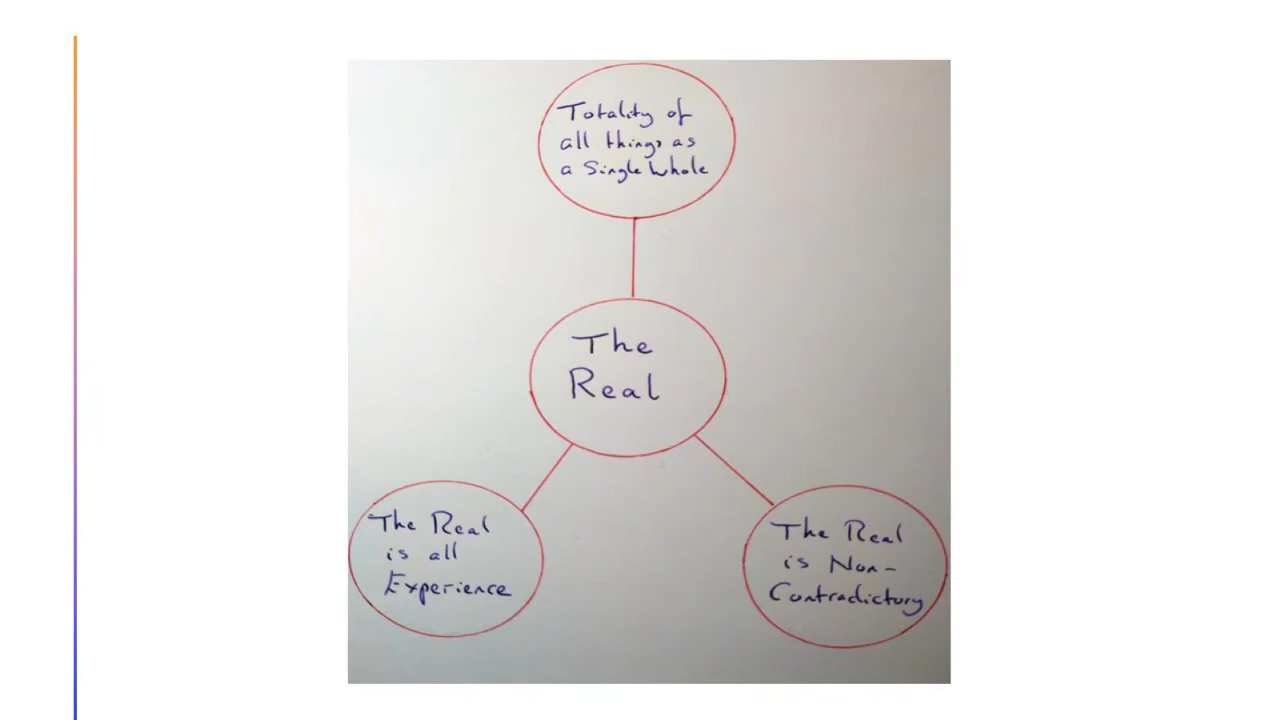 Totality of
all things as
a Single Whole
The
Real
The Real
is all
Experience
The Real
is Non-
Contradictory